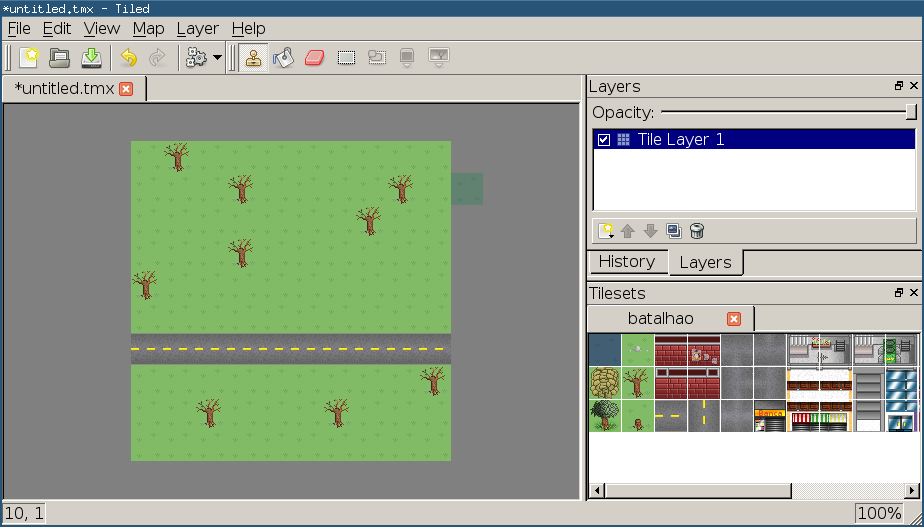 *untitled.tmx - Tiled
File Edit View Map Layer Help
*untitled.tmx
Layers
Opacity:
Tile Layer 1
History Layers
Tilesets
batalhao
Banco
10, 1
100%